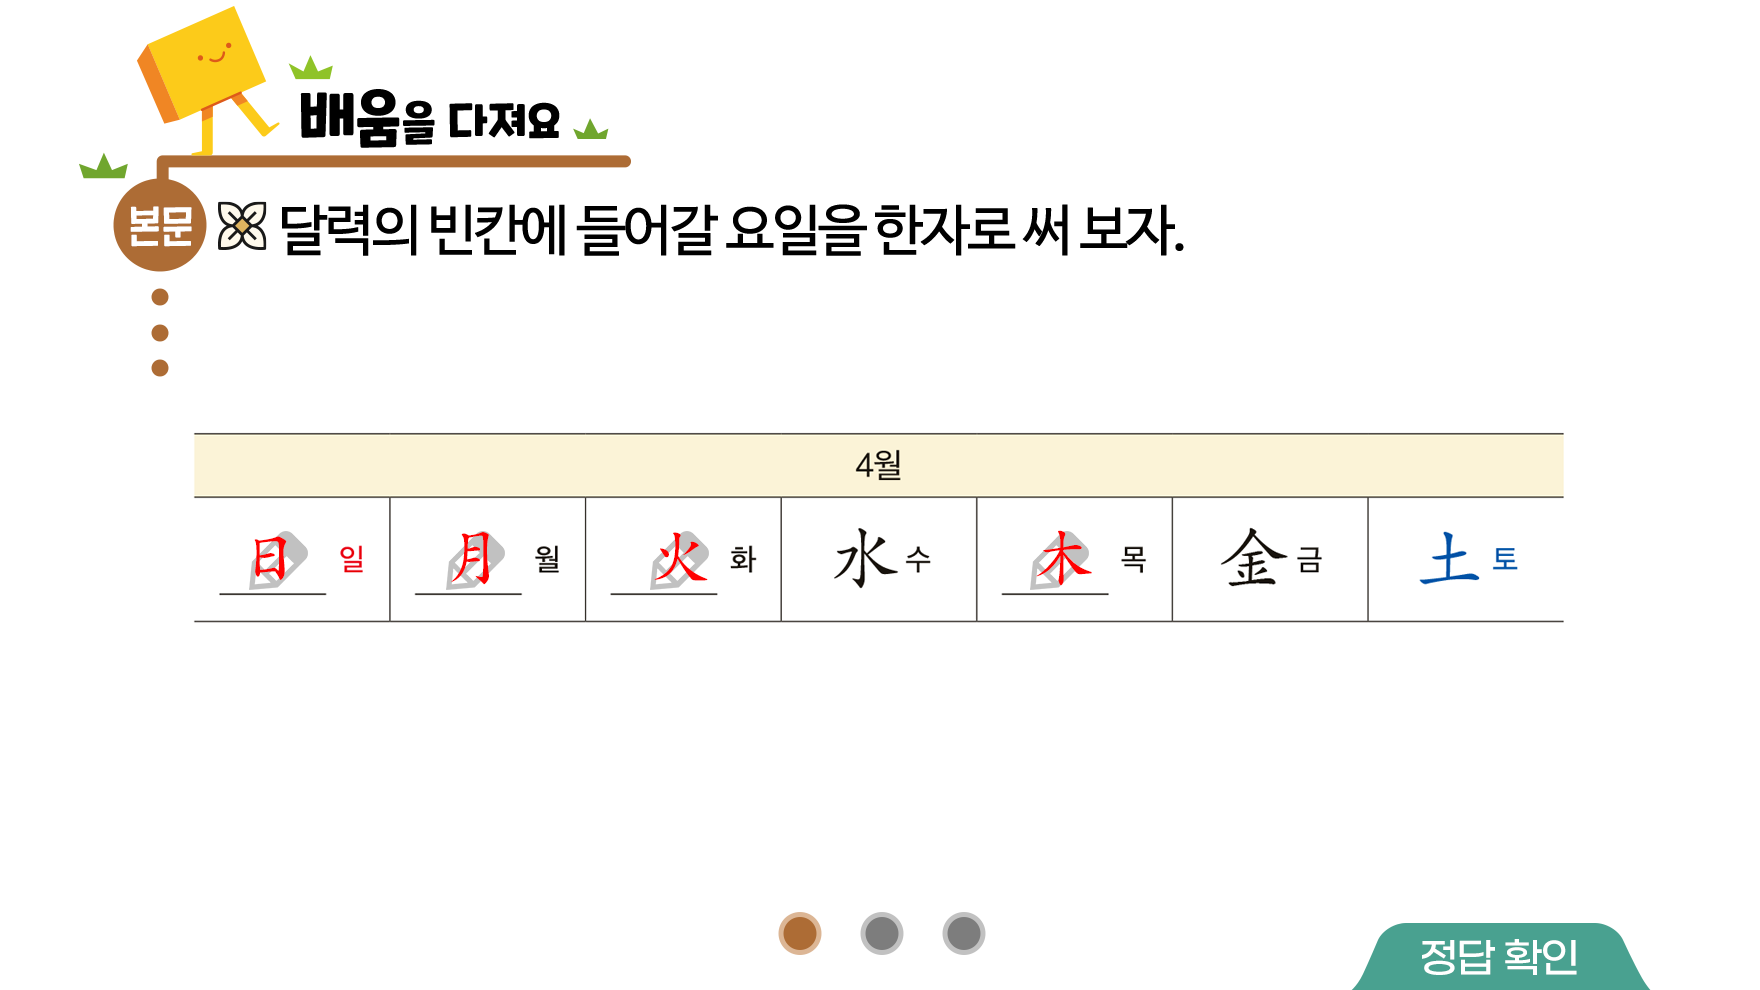 배움을 다져요
본문 달력의 빈칸에 들어갈 요일을 한자로 써 보자.
4월
日 일 月 월 火 화 水 수 木 목 金 금 土 토
정답 확인